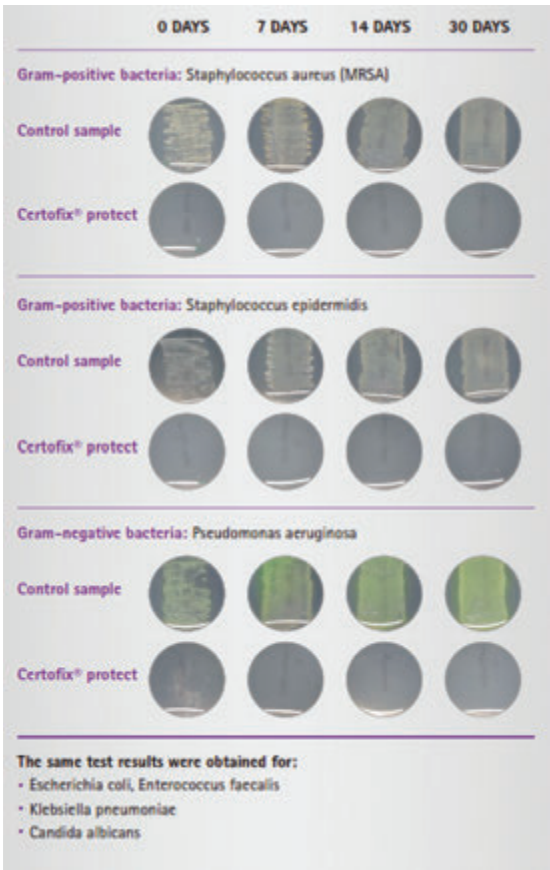 0 DAYS 7 DAYS 14 DAYS 30 DAYS
Gram-positive bacteria: Staphylococcus aureus (MRSA)
Control sample
Certofix® protect
Gram-positive bacteria: Staphylococcus epidermidis
Control sample
Certofix® protect
Gram-negative bacteria: Pseudomonas aeruginosa
Control sample
Certofix® protect
The same test results were obtained for:
• Escherichia coli, Enterococcus faecalis
• Klebsiella pneumoniae
• Candida albicans